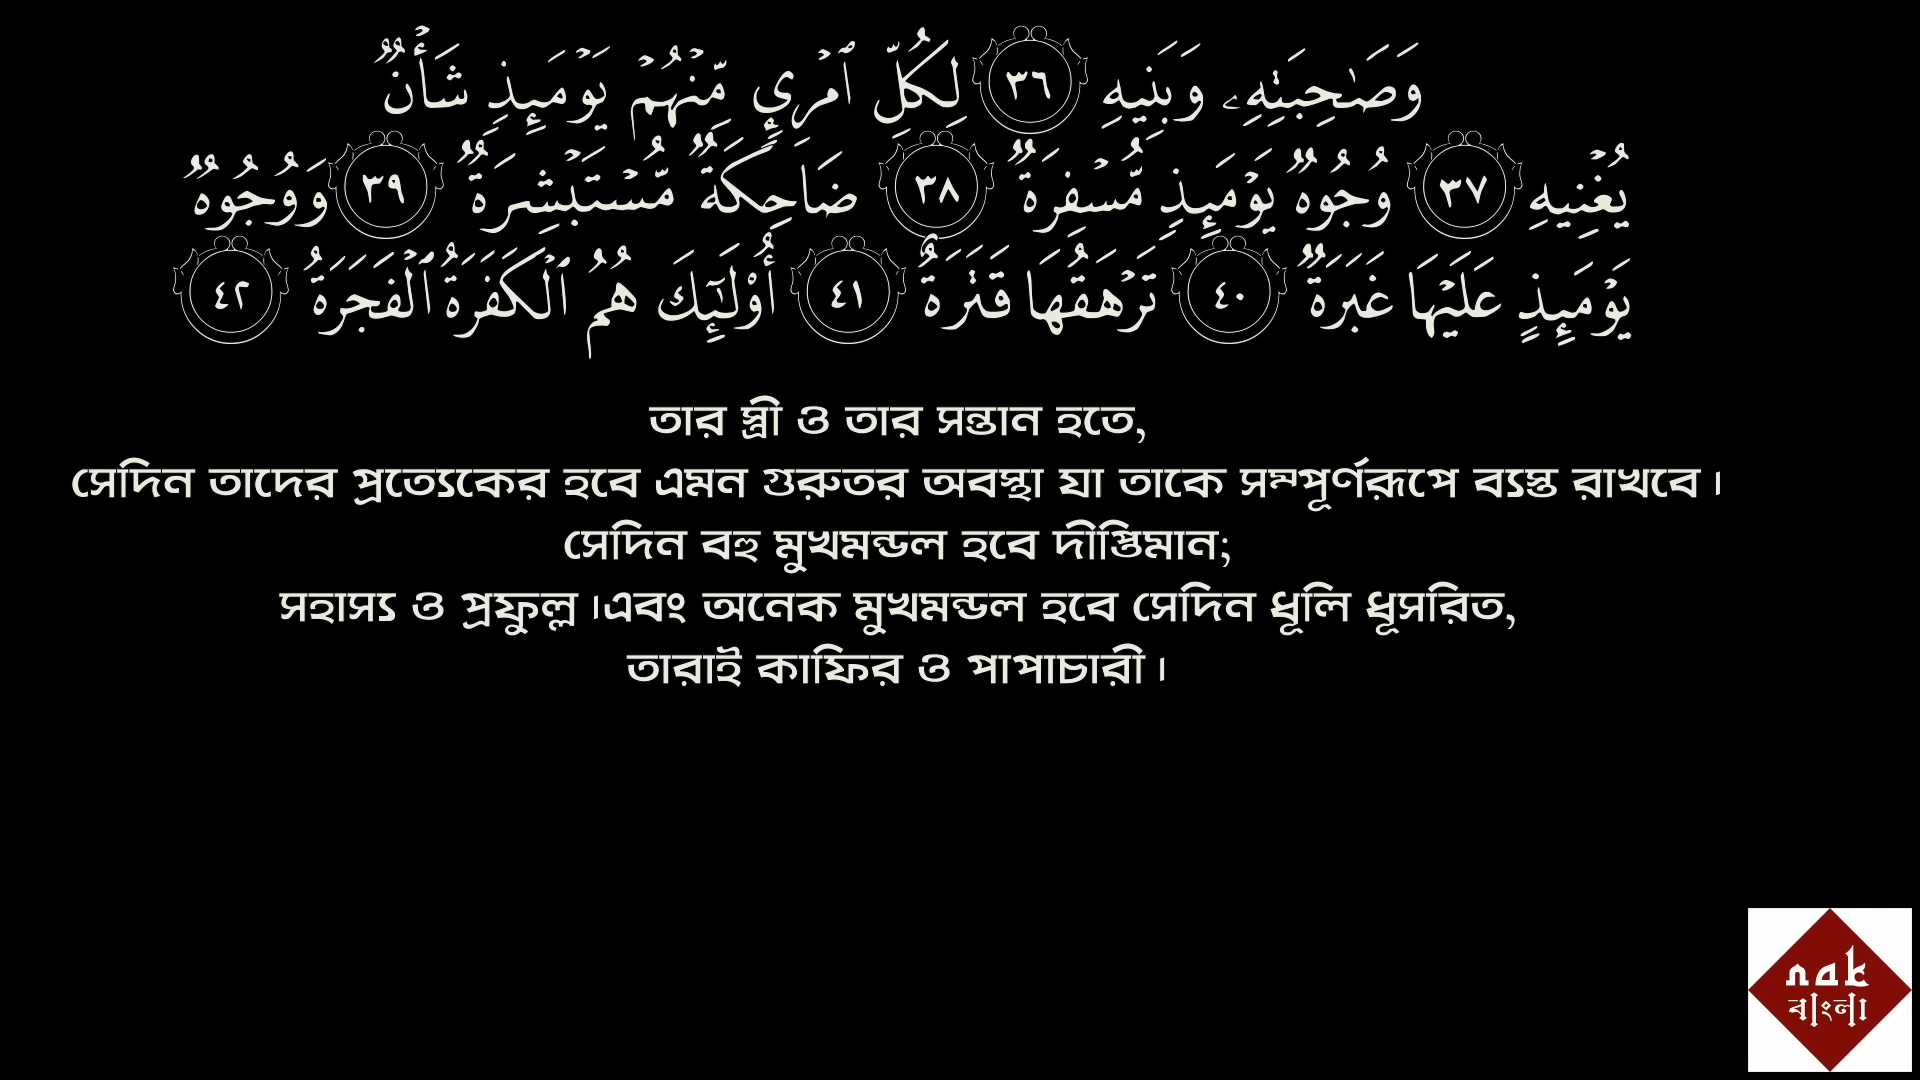 وَصَٰحِبَتِهِۦ وَبَنِيهِ ٣٦ لِكُلِّ ٱمْرِئٍ مِّنْهُمْ يَوْمَئِذٍ شَأْنٌ
يُغْنِيهِ ٣٧ وُجُوهٌ يَوْمَئِذٍ مُّسْفِرَةٌ ٣٨ ضَاحِكَةٌ مُّسْتَبْشِرَةٌ ٣٩ وَوُجُوهٌ
يَوْمَئِذٍ عَلَيْهَا غَبَرَةٌ ٤٠ تَرْهَقُهَا قَتَرَةٌ ٤١ أُوْلَٰٓئِكَ هُمُ ٱلْكَفَرَةُ ٱلْفَجَرَةُ ٤٢
তার স্ত্রী ও তার সন্তান হতে,
সেদিন তাদের প্রত্যেকের হবে এমন গুরুতর অবস্থা যা তাকে সম্পূর্ণরূপে ব্যস্ত রাখবে।
সেদিন বহু মুখমন্ডল হবে দীপ্তিমান;
সহাস্য ও প্রফুল্ল।এবং অনেক মুখমন্ডল হবে সেদিন ধূলি ধূসরিত,
তারাই কাফির ও পাপাচারী।
nak
বাংলা